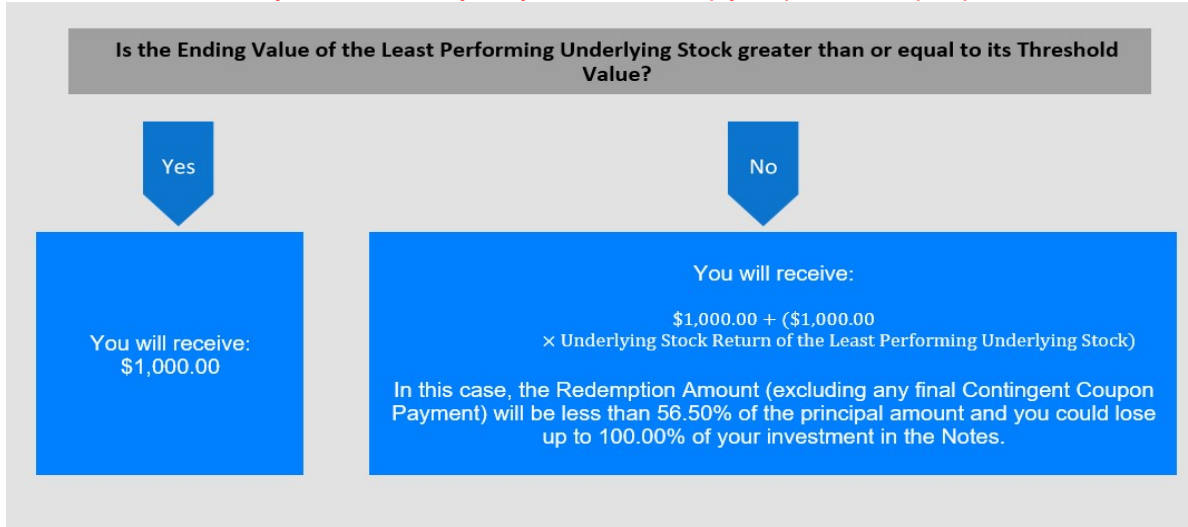 Is the Ending Value of the Least Performing Underlying Stock greater than or equal to its Threshold
Value?
Yes
No
You will receive:
$1,000.00
You will receive:
$1,000.00 + ($1,000.00
× Underlying Stock Return of the Least Performing Underlying Stock)
In this case, the Redemption Amount (excluding any final Contingent Coupon
Payment) will be less than 56.50% of the principal amount and you could lose
up to 100.00% of your investment in the Notes.